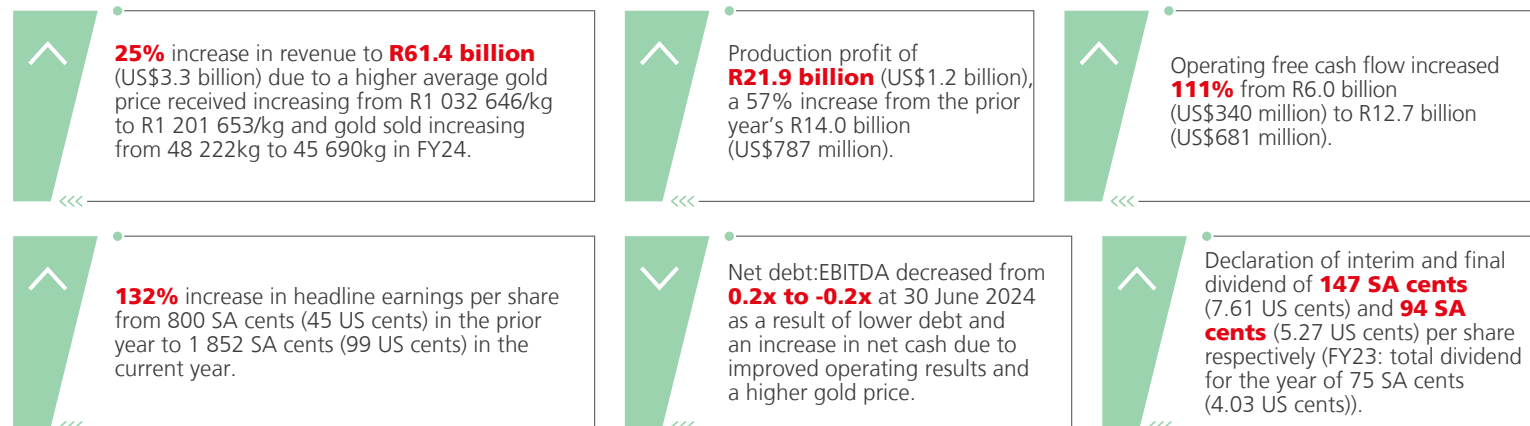 25% increase in revenue to R61.4 billion
(US$3.3 billion) due to a higher average gold
price received increasing from R1 032 646/kg
to R1 201 653/kg and gold sold increasing
from 48 222kg to 45 690kg in FY24.
Production profit of
R21.9 billion (US$1.2 billion),
a 57% increase from the prior
year's R14.0 billion
(US$787 million).
Operating free cash flow increased
111% from R6.0 billion
(US$340 million) to R12.7 billion
(US$681 million).
132% increase in headline earnings per share
from 800 SA cents (45 US cents) in the prior
year to 1 852 SA cents (99 US cents) in the
current year.
Net debt:EBITDA decreased from
0.2x to -0.2x at 30 June 2024
as a result of lower debt and
an increase in net cash due to
improved operating results and
a higher gold price.
Declaration of interim and final
dividend of 147 SA cents
(7.61 US cents) and 94 SA
cents (5.27 US cents) per share
respectively (FY23: total dividend
for the year of 75 SA cents
(4.03 US cents)).